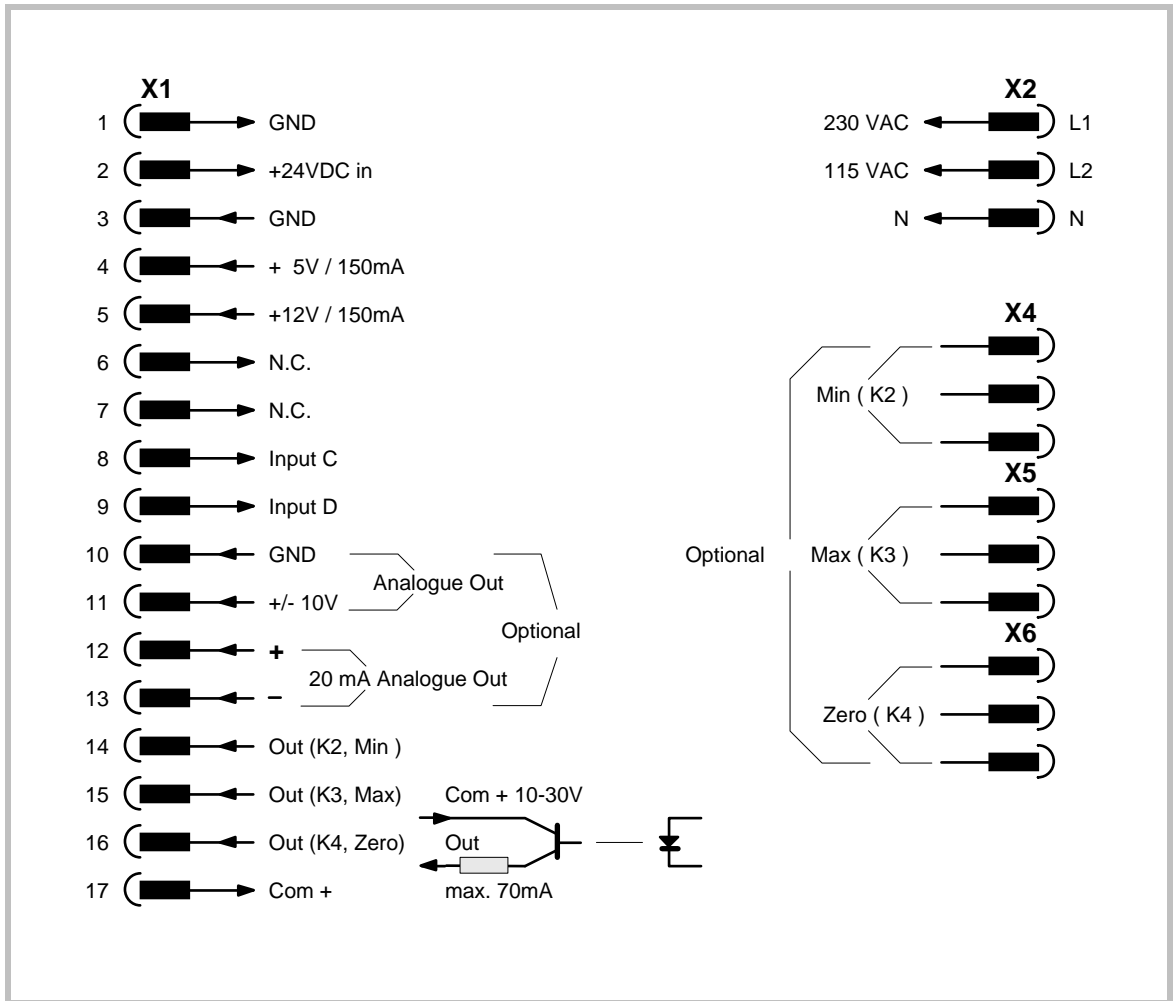 X1
1 GND
2 +24VDC in
3 GND
4 + 5V / 150mA
5 +12V / 150mA
6 N.C.
7 N.C.
8 Input C
9 Input D
10 GND
11 +/- 10V
Analogue Out
12 +
13 –
20 mA Analogue Out
Optional
14 Out (K2, Min )
15 Out (K3, Max)
16 Out (K4, Zero)
17 Com +
Com + 10-30V
Out
max. 70mA
X2
230 VAC L1
115 VAC L2
N N
X4
Min ( K2 )
X5
Optional
Max ( K3 )
X6
Zero ( K4 )